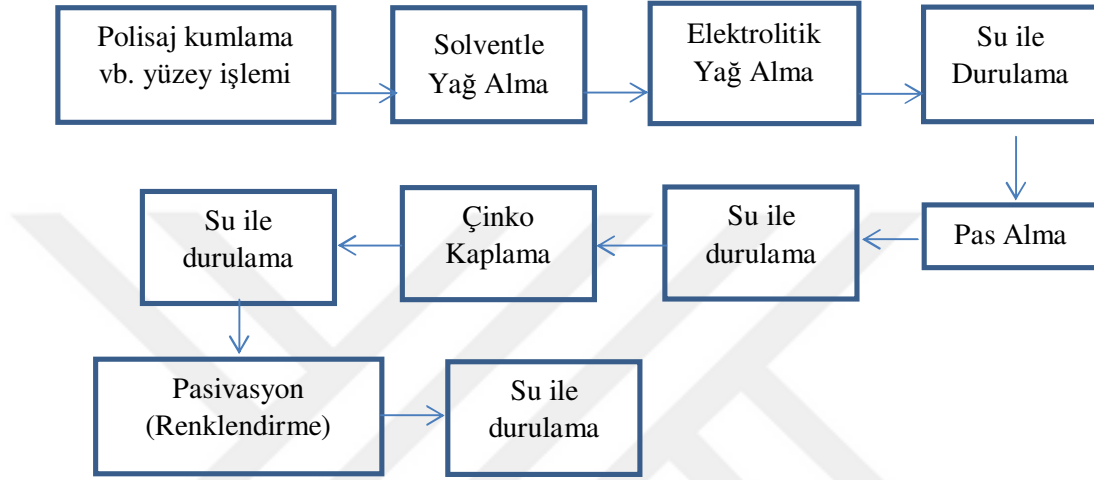 Polisaj kumlama
vb. yüzey işlemi
Solventle
Yağ Alma
Elektrolitik
Yağ Alma
Su ile
Durulama
Pas Alma
Su ile
durulama
Çinko
Kaplama
Su ile
durulama
Pasivasyon
(Renklendirme)
Su ile
durulama